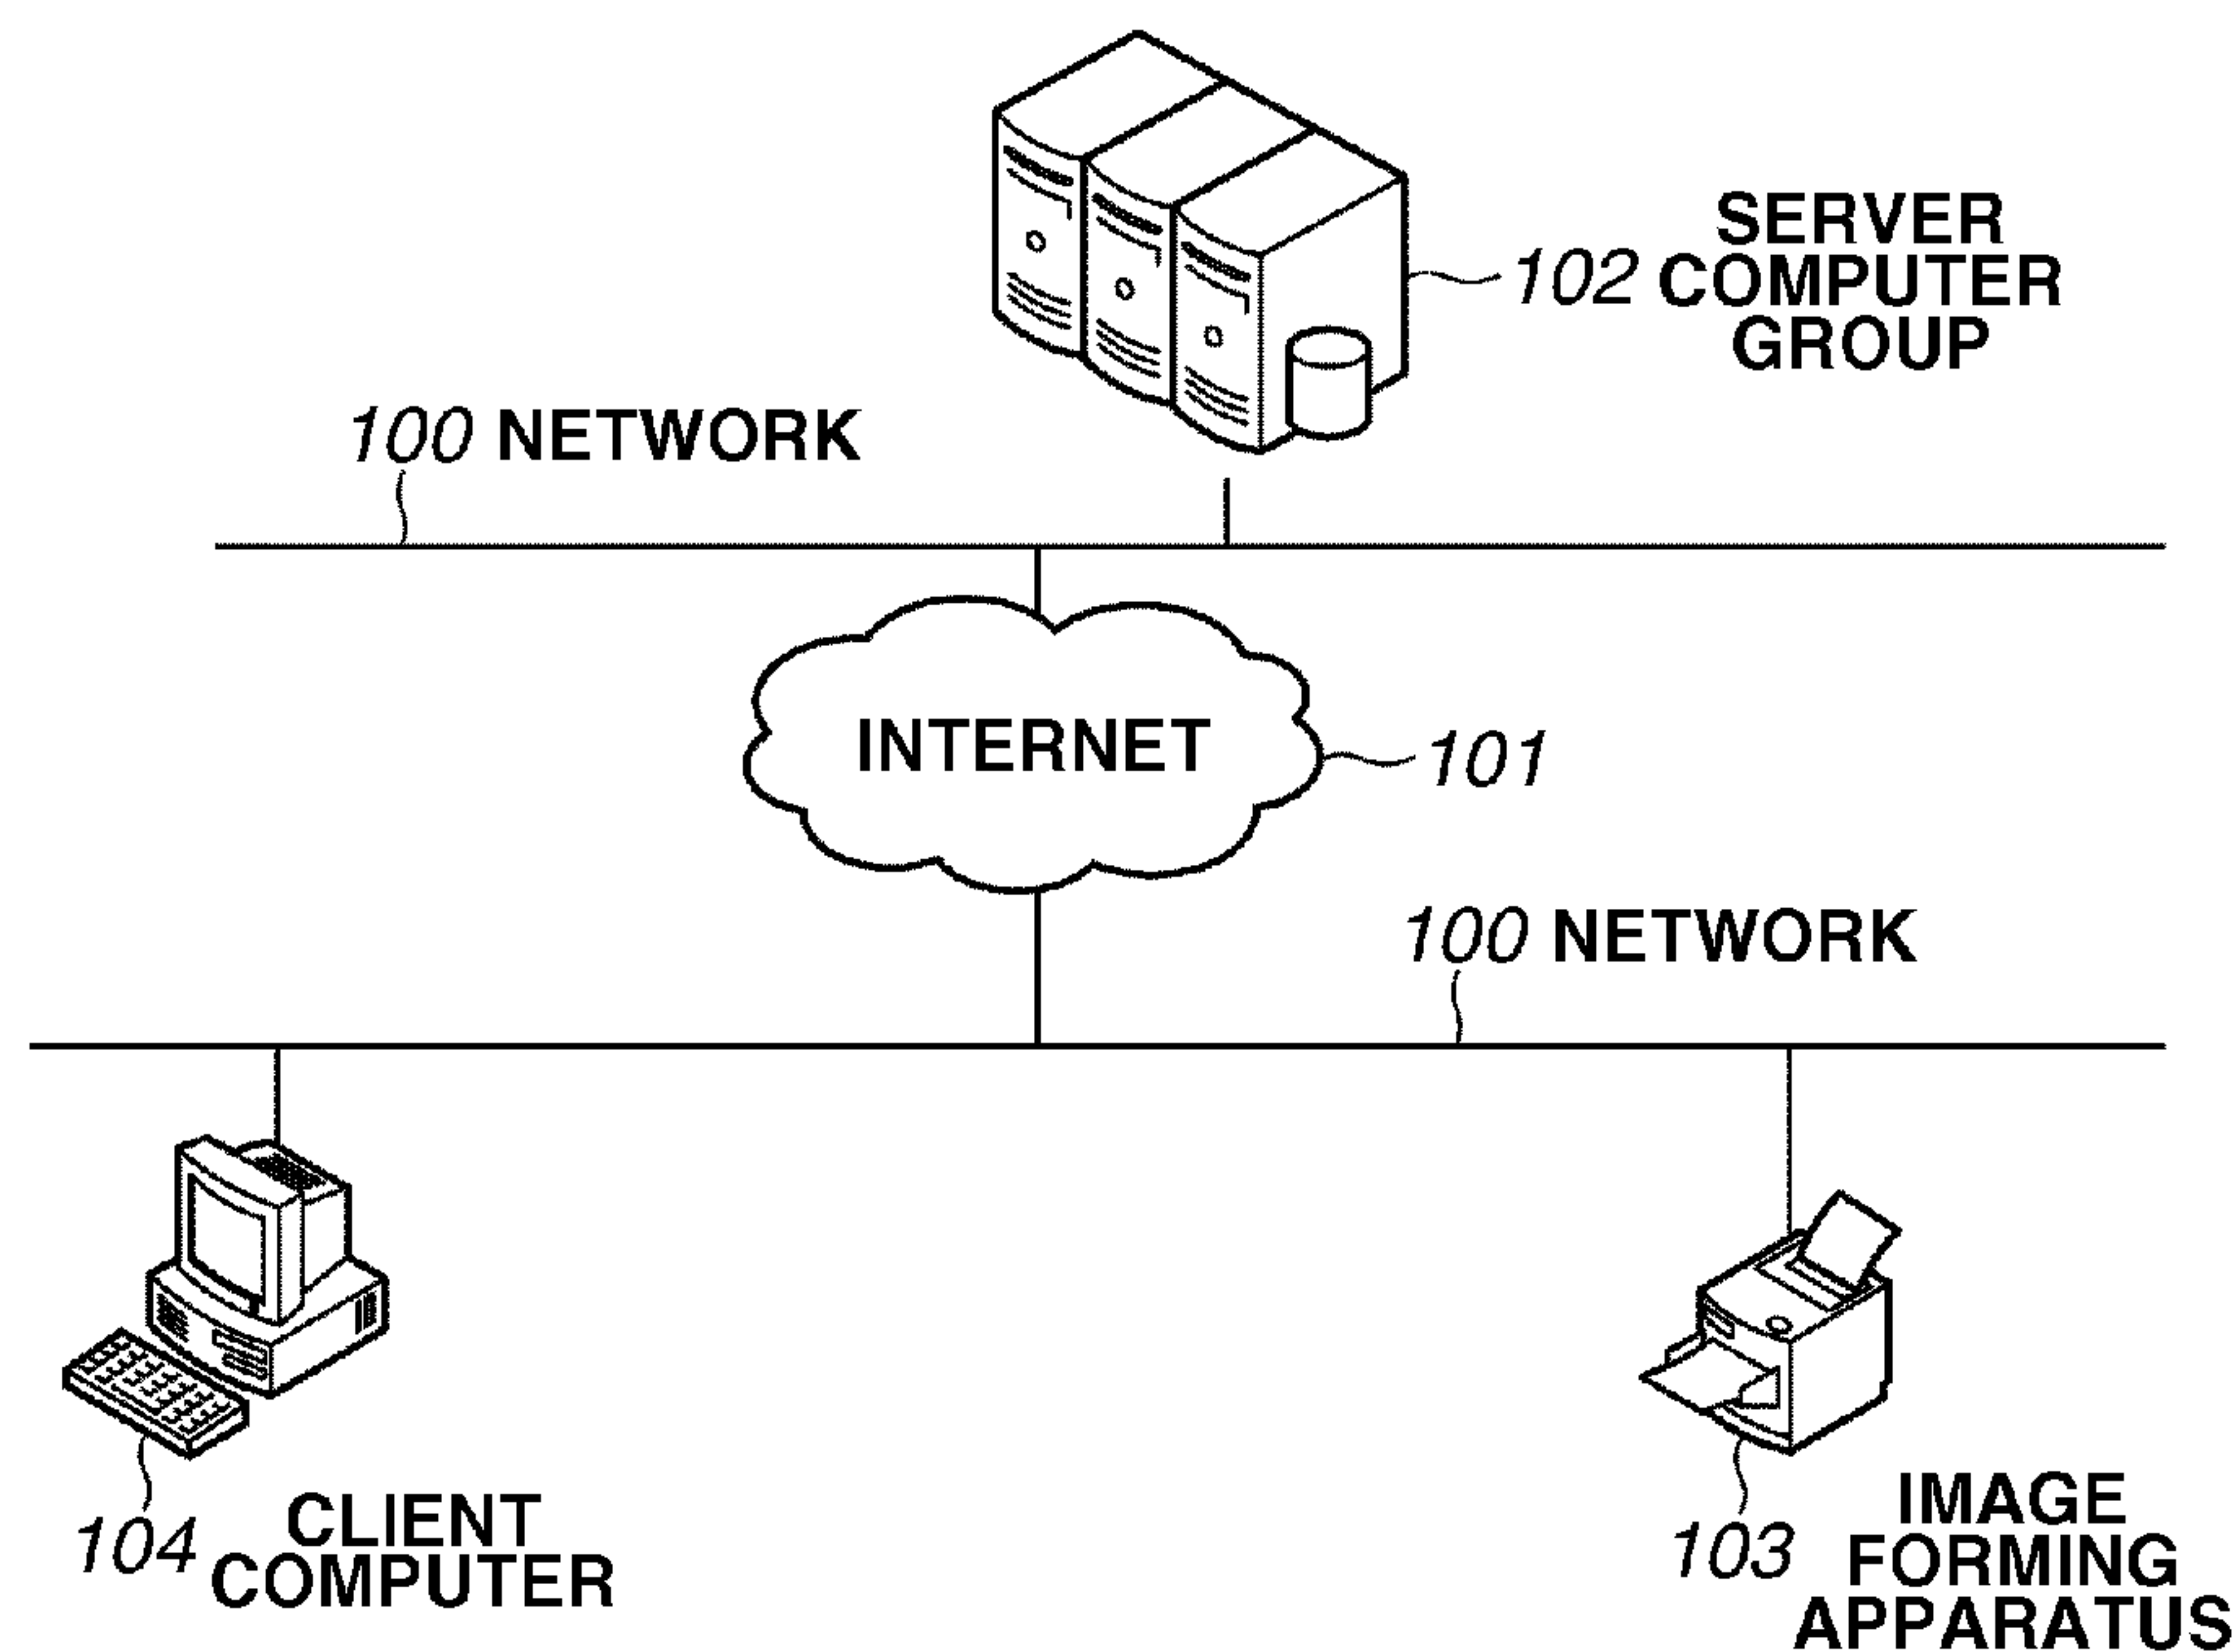 SERVER
102 COMPUTER
GROUP
100 NETWORK
INTERNET
101
100 NETWORK
CLIENT
104 COMPUTER
IMAGE
103 FORMING
APPARATUS